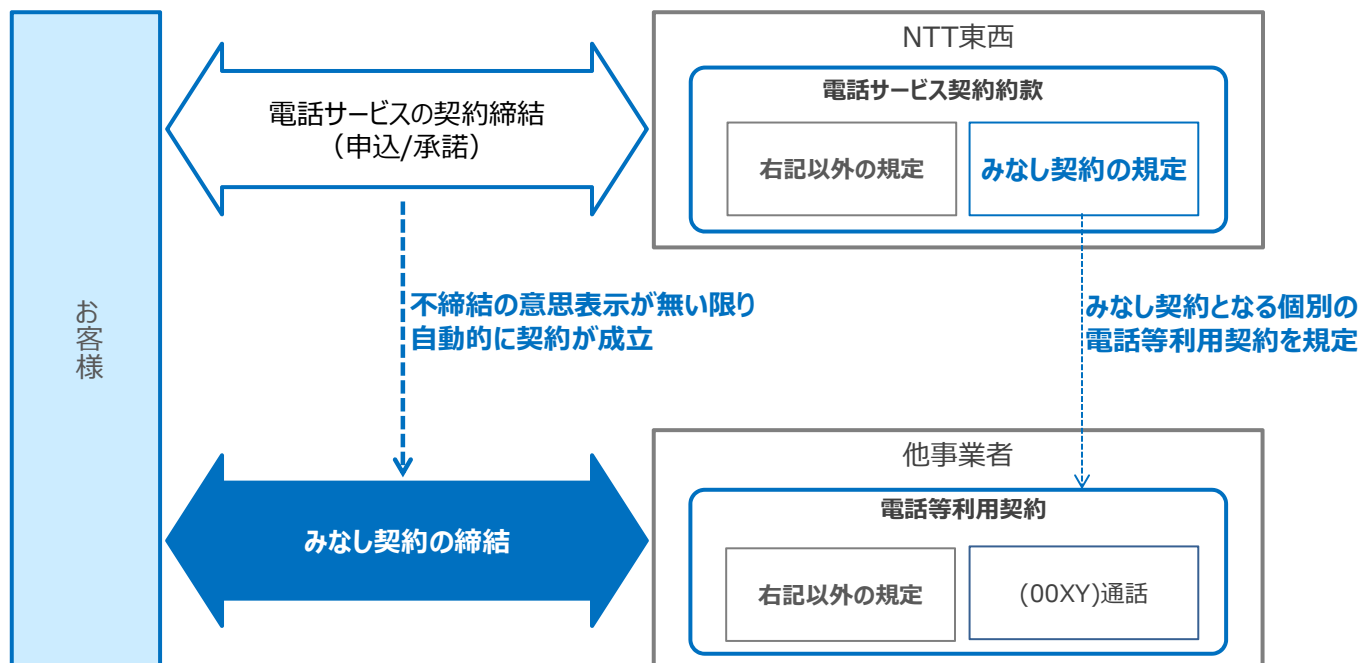 NTT東西
電話サービス契約約款
電話サービスの契約締結
（申込/承諾）
右記以外の規定
みなし契約の規定
お客様
不締結の意思表示が無い限り
自動的に契約が成立
みなし契約となる個別の
電話等利用契約を規定
他事業者
電話等利用契約
みなし契約の締結
右記以外の規定
(00XY)通話